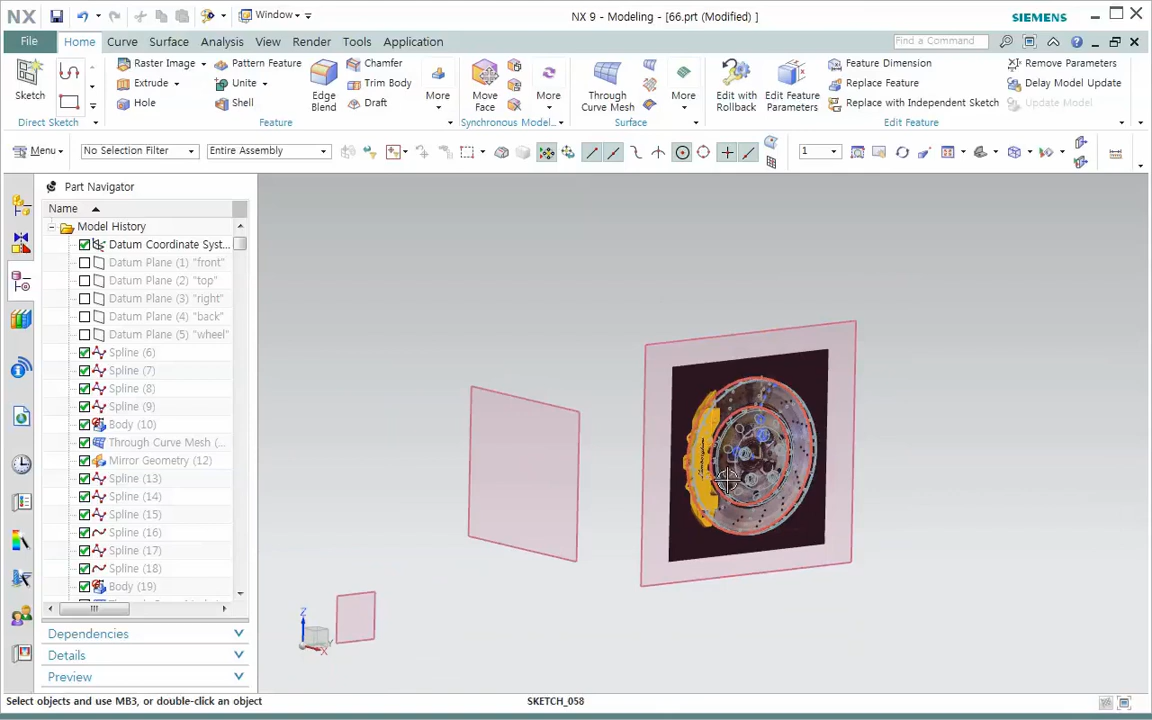 NX
Window
NX 9 - Modeling - [66.prt (Modified) ]
SIEMENS
File
Home
Curve
Surface
Analysis
View
Render
Tools
Application
Find a Command
Sketch
Direct Sketch
Raster Image
Extrude
Hole
Pattern Feature
Unite
Shell
Edge Blend
Chamfer
Trim Body
Draft
More
Feature
Move Face
More
Synchronous Model...
Through Curve Mesh
More
Surface
Edit with Rollback
Edit Feature Parameters
Feature Dimension
Replace Feature
Replace with Independent Sketch
Remove Parameters
Delay Model Update
Update Model
Edit Feature
Menu
No Selection Filter
Entire Assembly
1
Part Navigator
Name
Model History
Datum Coordinate Syst...
Datum Plane (1) "front"
Datum Plane (2) "top"
Datum Plane (3) "right"
Datum Plane (4) "back"
Datum Plane (5) "wheel"
Spline (6)
Spline (7)
Spline (8)
Spline (9)
Body (10)
Through Curve Mesh (...
Mirror Geometry (12)
Spline (13)
Spline (14)
Spline (15)
Spline (16)
Spline (17)
Spline (18)
Body (19)
Dependencies
Details
Preview
Z
Y
X
Select objects and use MB3, or double-click an object
SKETCH_058